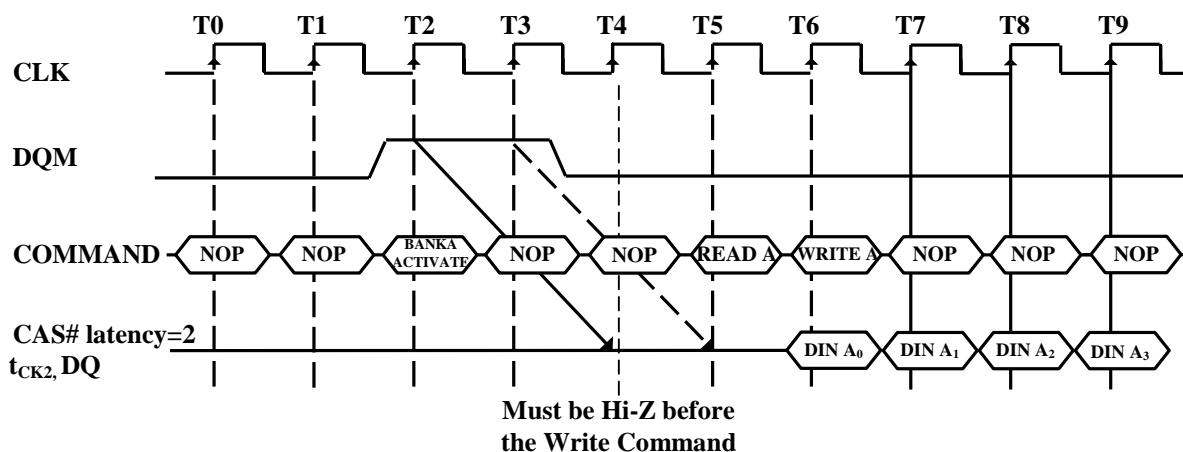 T0 T1 T2 T3 T4 T5 T6 T7 T8 T9
CLK
DQM
COMMAND NOP NOP BANKA ACTIVATE NOP NOP READ A WRITE A NOP NOP NOP
CAS# latency=2
tCK2, DQ
DIN A0 DIN A1 DIN A2 DIN A3
Must be Hi-Z before
the Write Command